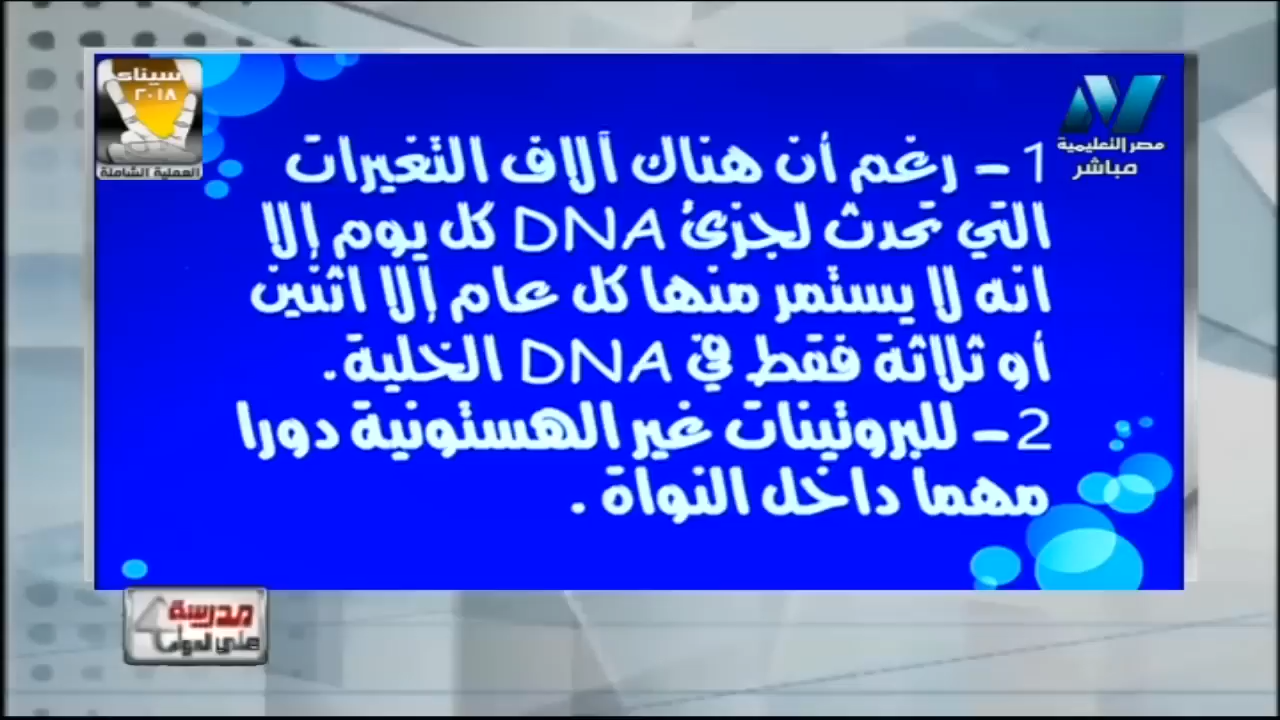 سيناء
٢٠١٨
العملية الشاملة
مصر التعليمية
مباشر
1- رغم أن هناك آلاف التغيرات
التي تحدث لجزئ DNA كل يوم إلا
انه لا يستمر منها كل عام إلا اثنين
أو ثلاثة فقط في DNA الخلية.
2- للبروتينات غير الهستونية دورا
مهما داخل النواة .
مدرسة
على الهواء